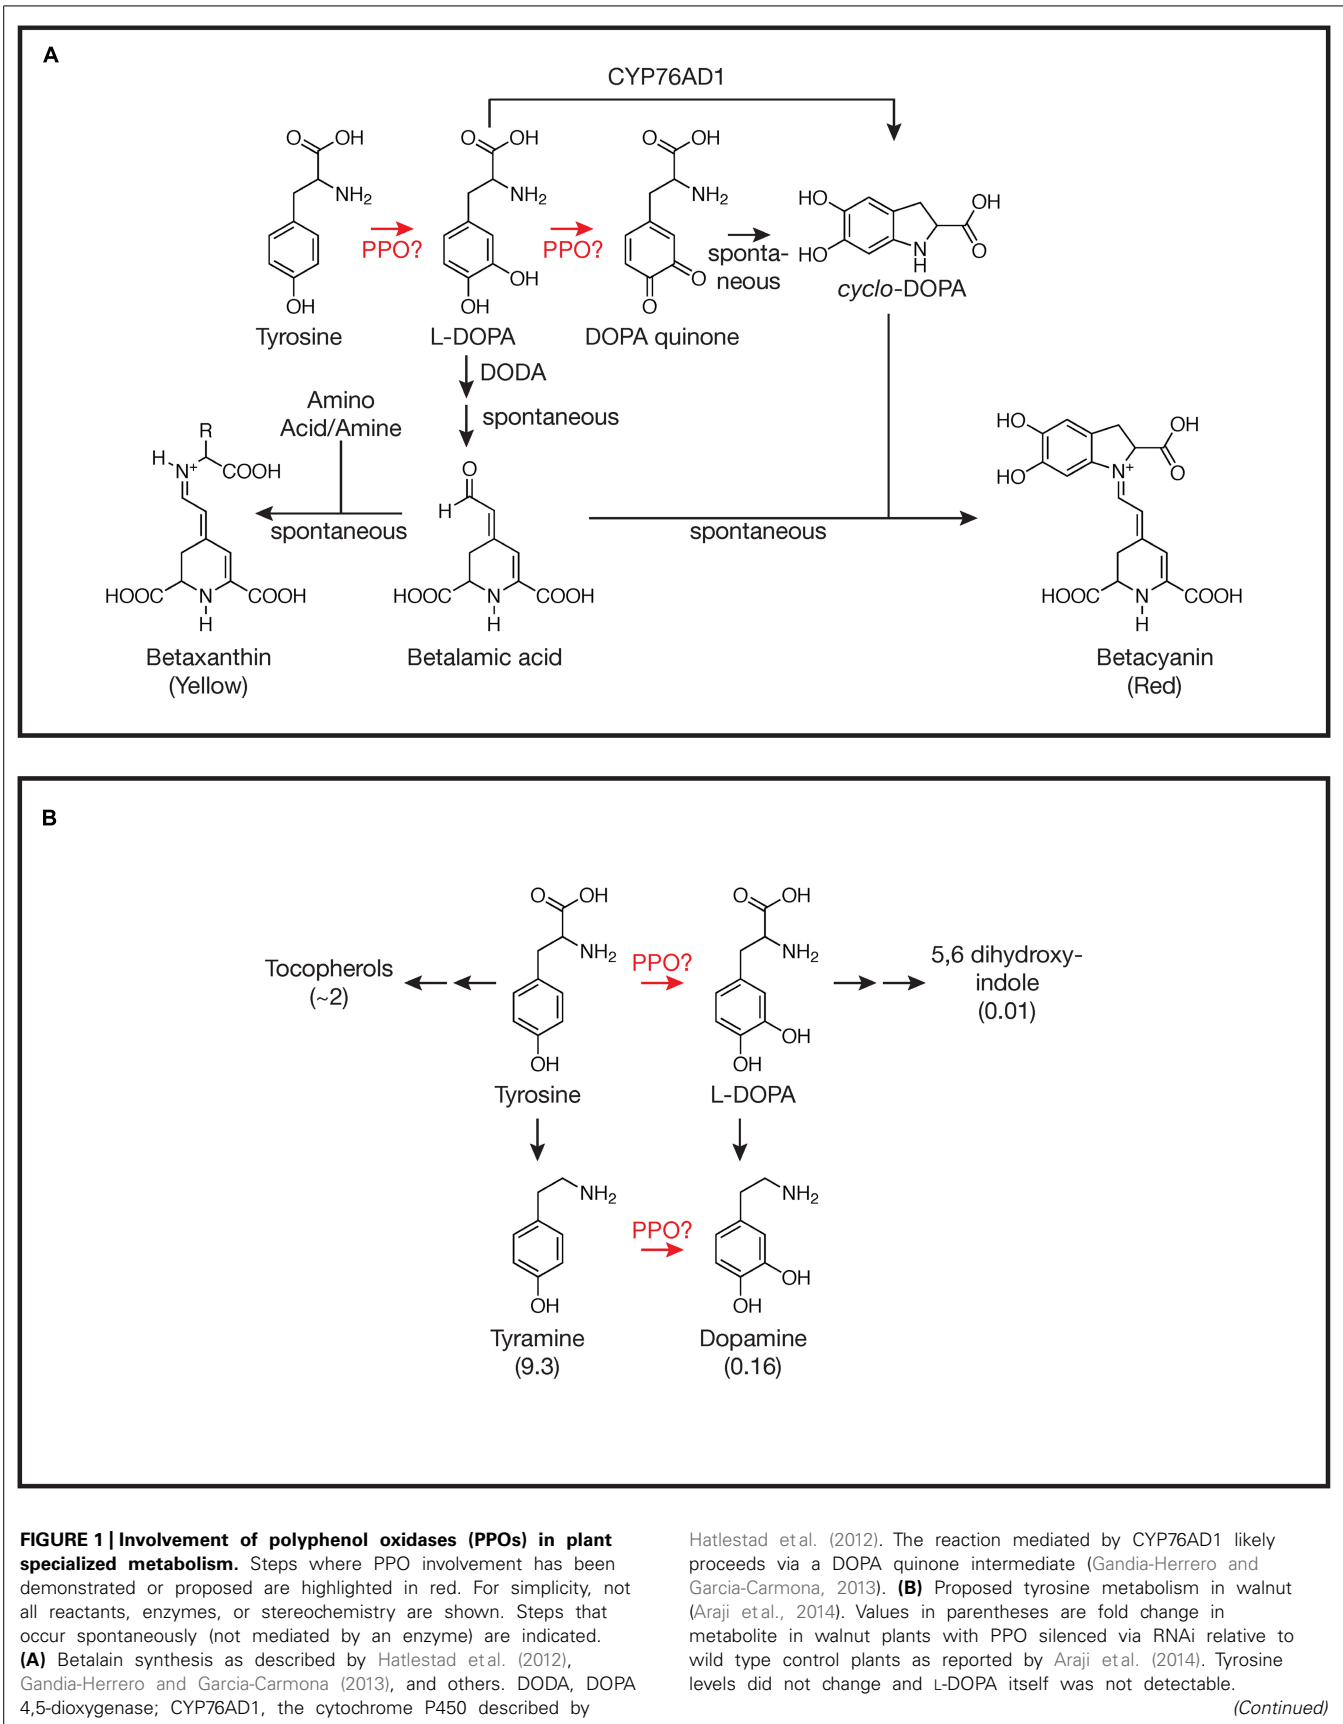 A
CYP76AD1
O OH
NH2
OH
Tyrosine
PPO?
O OH
NH2
OH
OH
L-DOPA
PPO?
O OH
NH2
O
O
DOPA quinone
sponta-
neous
HO
HO
N
H
OH
O
cyclo-DOPA
DODA
spontaneous
Amino
Acid/Amine
R
H
N+
COOH
HOOC N COOH
H
Betaxanthin
(Yellow)
spontaneous
O
H
HOOC N COOH
H
Betalamic acid
spontaneous
HO
HO
N+
OH
O
HOOC N COOH
H
Betacyanin
(Red)
B
Tocopherols
(~2)
O OH
NH2
OH
Tyrosine
PPO?
O OH
NH2
OH
OH
L-DOPA
5,6 dihydroxy-
indole
(0.01)
NH2
OH
Tyramine
(9.3)
PPO?
NH2
OH
OH
Dopamine
(0.16)
FIGURE 1 | Involvement of polyphenol oxidases (PPOs) in plant
specialized metabolism. Steps where PPO involvement has been
demonstrated or proposed are highlighted in red. For simplicity, not
all reactants, enzymes, or stereochemistry are shown. Steps that
occur spontaneously (not mediated by an enzyme) are indicated.
(A) Betalain synthesis as described by Hatlestad et al. (2012),
Gandia-Herrero and Garcia-Carmona (2013), and others. DODA, DOPA
4,5-dioxygenase; CYP76AD1, the cytochrome P450 described by
Hatlestad et al. (2012). The reaction mediated by CYP76AD1 likely
proceeds via a DOPA quinone intermediate (Gandia-Herrero and
Garcia-Carmona, 2013). (B) Proposed tyrosine metabolism in walnut
(Araji et al., 2014). Values in parentheses are fold change in
metabolite in walnut plants with PPO silenced via RNAi relative to
wild type control plants as reported by Araji et al. (2014). Tyrosine
levels did not change and L-DOPA itself was not detectable.
(Continued)